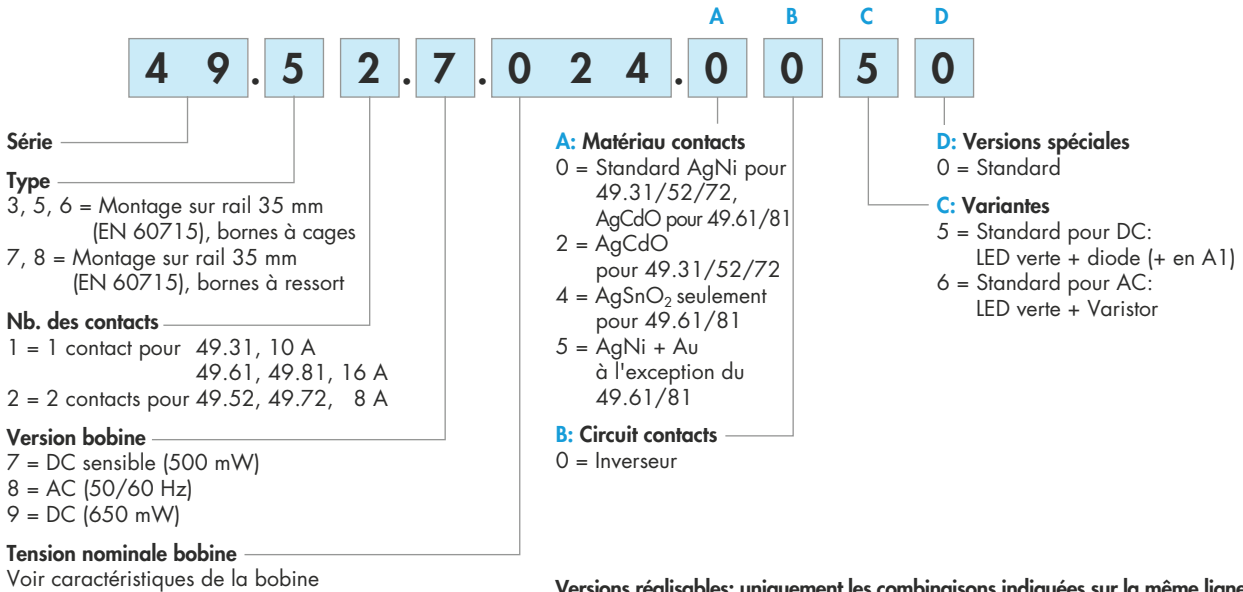 A B C D
4 9 . 5 2 . 7 . 0 2 4 . 0 0 5 0
Série
Type
3, 5, 6 = Montage sur rail 35 mm
(EN 60715), bornes à cages
7, 8 = Montage sur rail 35 mm
(EN 60715), bornes à ressort
Nb. des contacts
1 = 1 contact pour 49.31, 10 A
49.61, 49.81, 16 A
2 = 2 contacts pour 49.52, 49.72, 8 A
Version bobine
7 = DC sensible (500 mW)
8 = AC (50/60 Hz)
9 = DC (650 mW)
Tension nominale bobine
Voir caractéristiques de la bobine
A: Matériau contacts
0 = Standard AgNi pour
49.31/52/72,
AgCdO pour 49.61/81
2 = AgCdO
pour 49.31/52/72
4 = AgSnO₂ seulement
pour 49.61/81
5 = AgNi + Au
à l'exception du
49.61/81
B: Circuit contacts
0 = Inverseur
D: Versions spéciales
0 = Standard
C: Variantes
5 = Standard pour DC:
LED verte + diode (+ en A1)
6 = Standard pour AC:
LED verte + Varistor
Versions réalisables: uniquement les combinaisons indiquées sur la même ligne